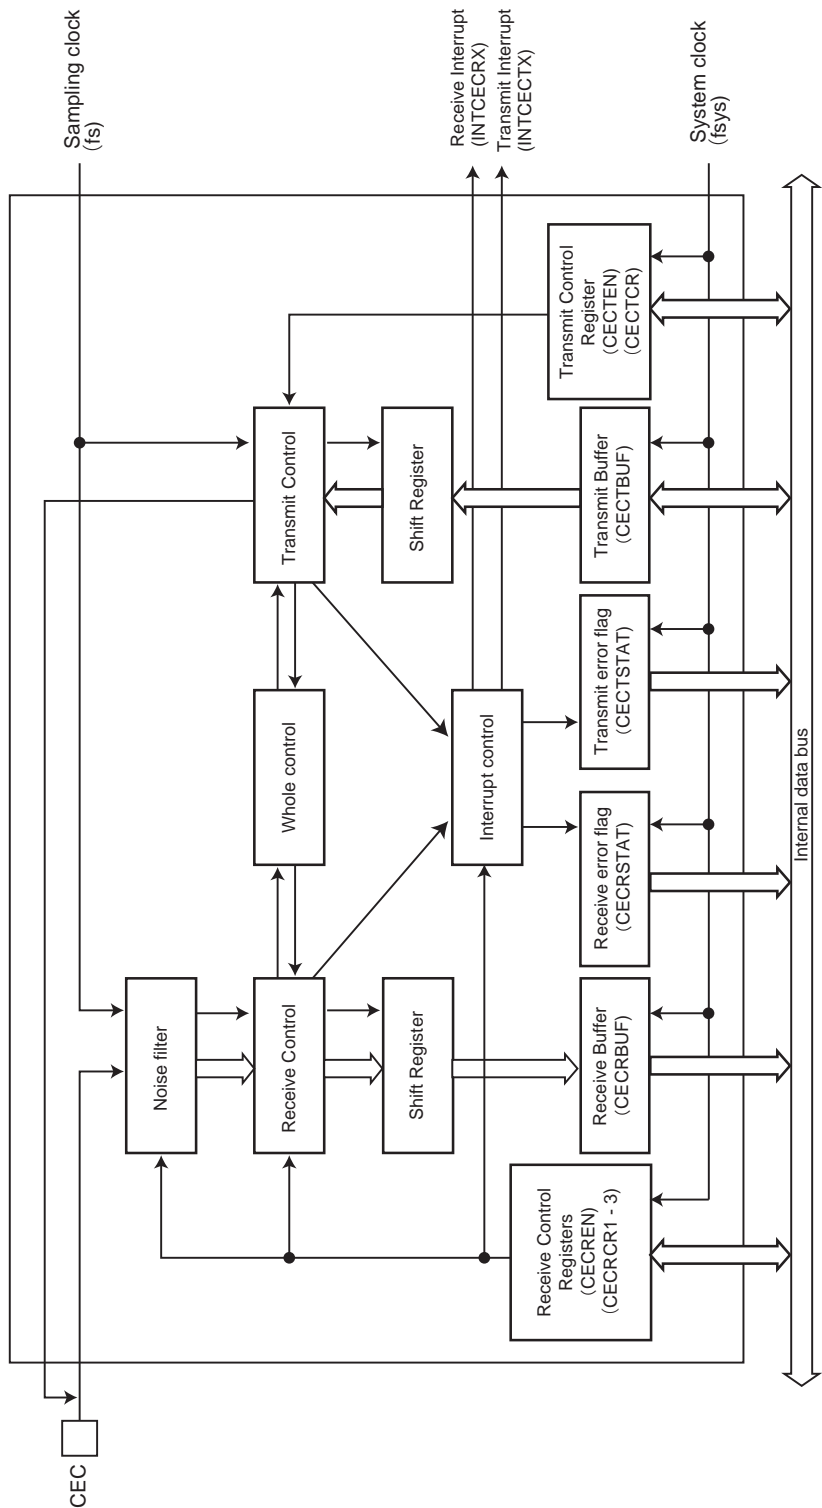 CEC
Sampling clock
(fs)
Noise filter
Receive Control
Whole control
Transmit Control
Shift Register
Shift Register
Interrupt control
Receive Interrupt
(INTCECRX)
Transmit Interrupt
(INTCECTX)
Receive Control
Registers
(CECREN)
(CECRCR1 - 3)
Receive Buffer
(CECRBUF)
Receive error flag
(CECRSTAT)
Transmit error flag
(CECTSTAT)
Transmit Buffer
(CECTBUF)
Transmit Control
Register
(CECTEN)
(CECTCR)
System clock
(fsys)
Internal data bus